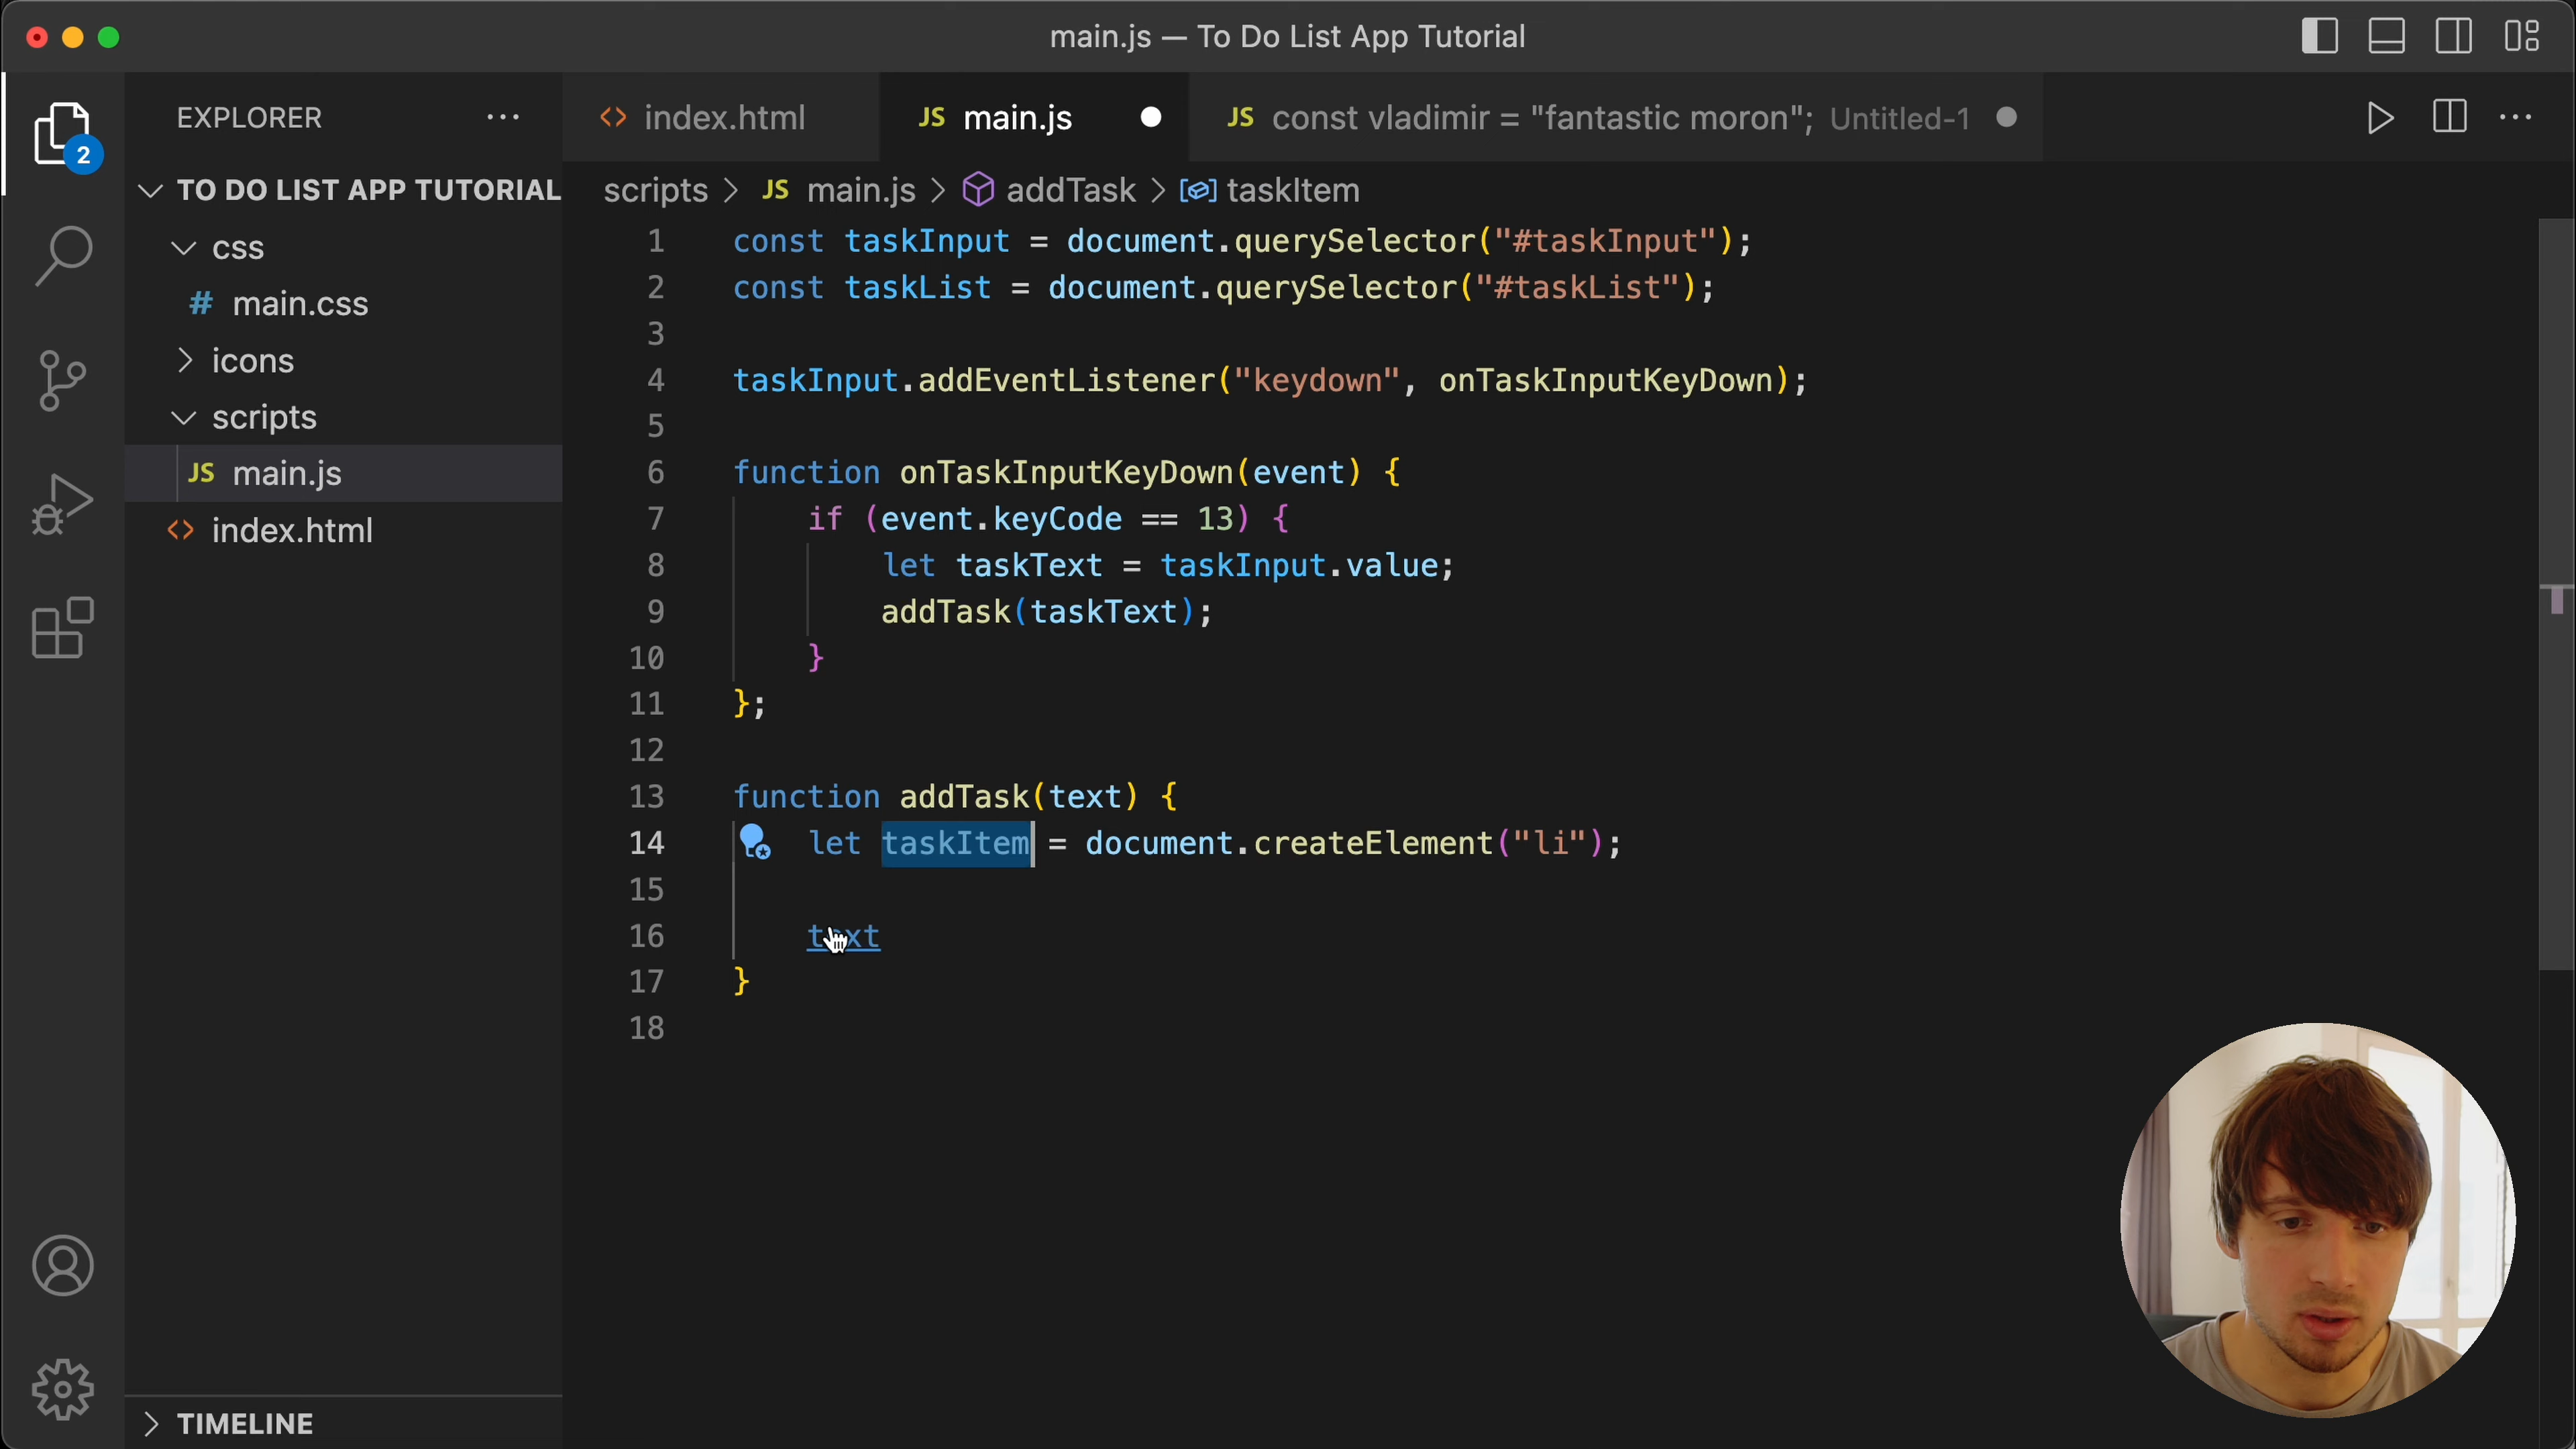 main.js — To Do List App Tutorial
EXPLORER
2
TO DO LIST APP TUTORIAL
css
# main.css
icons
scripts
JS main.js
<> index.html
TIMELINE
<> index.html
JS main.js
JS const vladimir = "fantastic moron"; Untitled-1
scripts > JS main.js > addTask > taskItem
1 const taskInput = document.querySelector("#taskInput");
2 const taskList = document.querySelector("#taskList");
3
4 taskInput.addEventListener("keydown", onTaskInputKeyDown);
5
6 function onTaskInputKeyDown(event) {
7 if (event.keyCode == 13) {
8 let taskText = taskInput.value;
9 addTask(taskText);
10 }
11 };
12
13 function addTask(text) {
14 let taskItem = document.createElement("li");
15
16 text
17 }
18